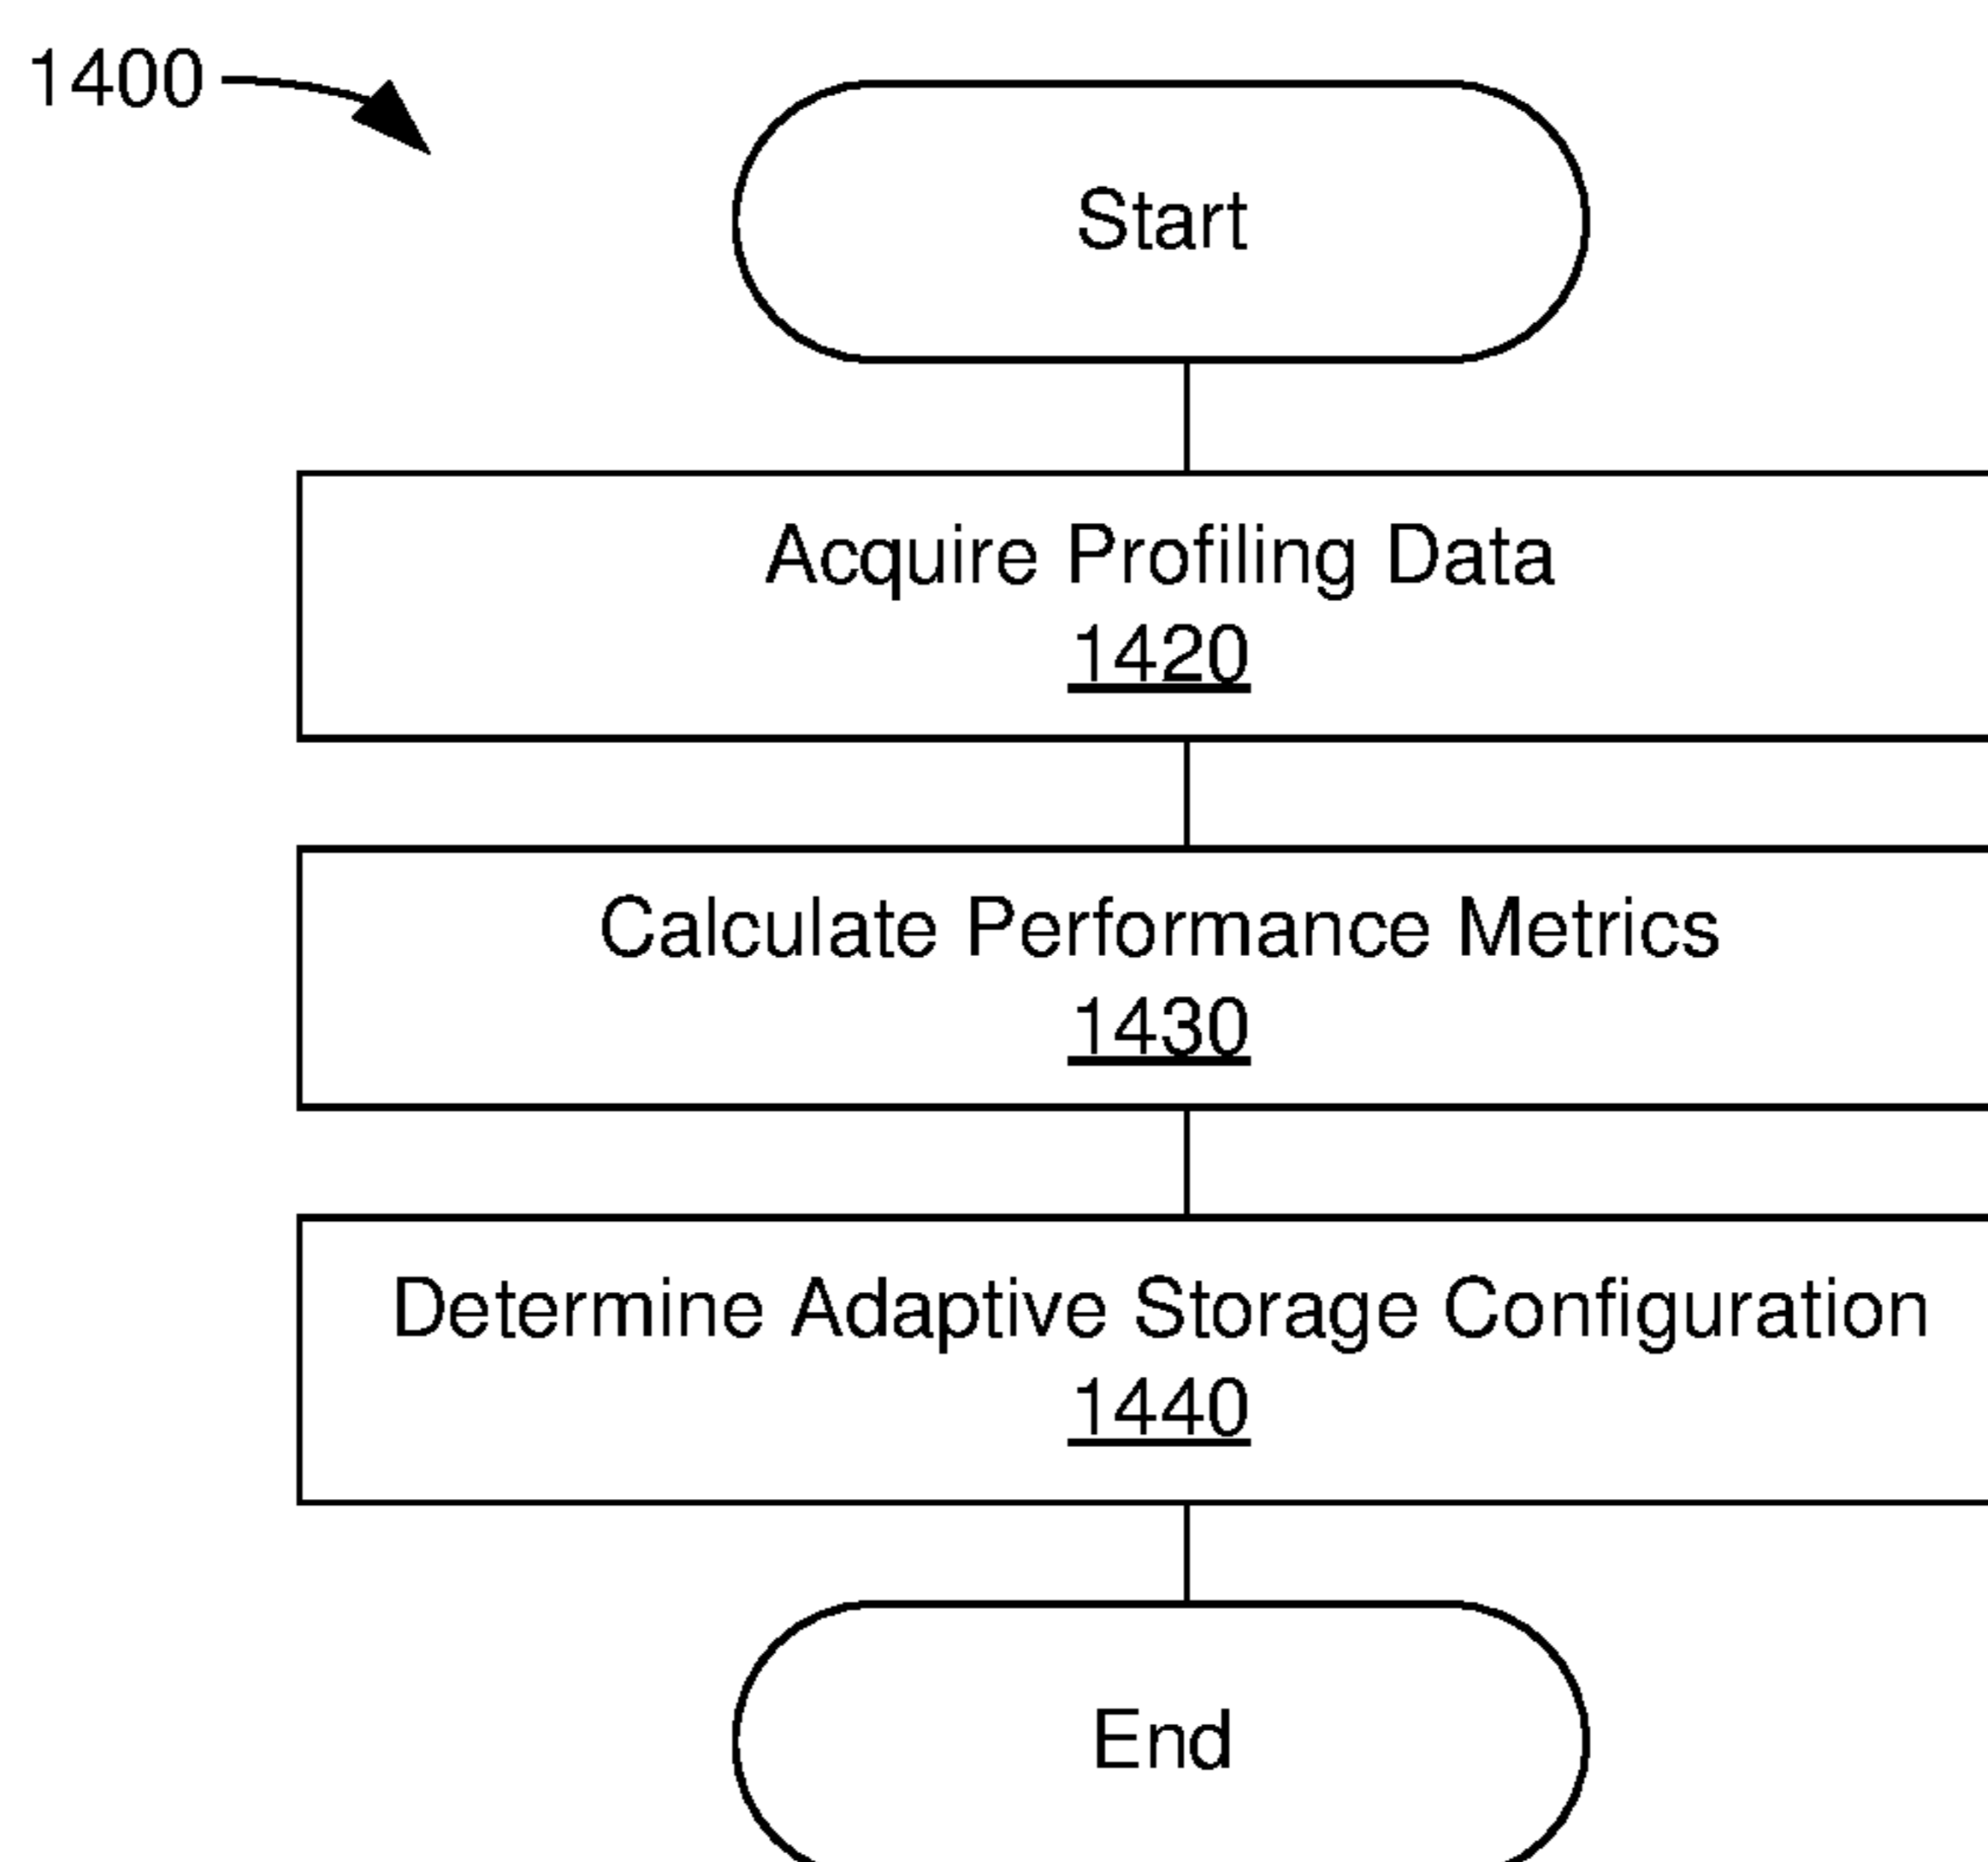 1400
Start
Acquire Profiling Data
1420
Calculate Performance Metrics
1430
Determine Adaptive Storage Configuration
1440
End